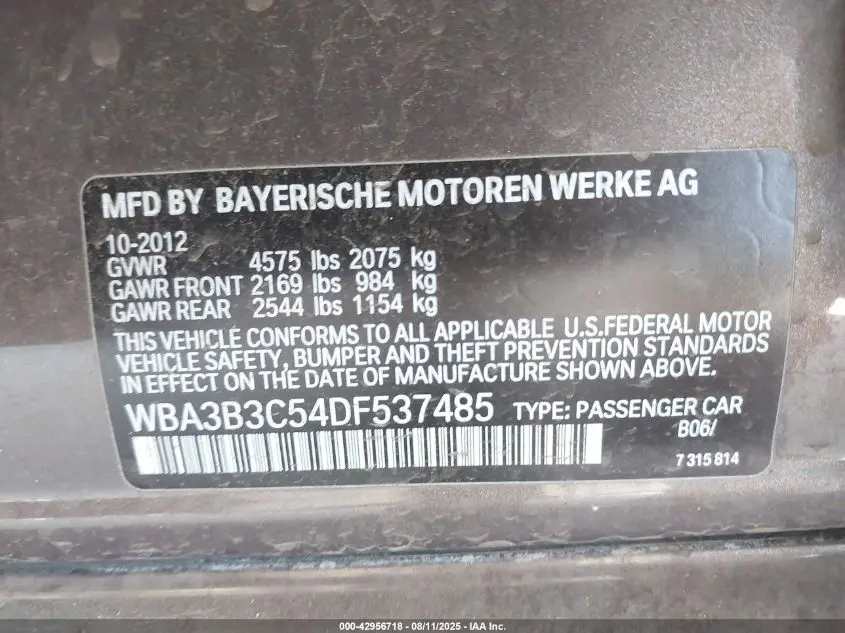 MFD BY BAYERISCHE MOTOREN WERKE AG
10-2012
GVWR 4575 lbs 2075 kg
GAWR FRONT 2169 lbs 984 kg
GAWR REAR 2544 lbs 1154 kg
THIS VEHICLE CONFORMS TO ALL APPLICABLE U.S.FEDERAL MOTOR
VEHICLE SAFETY, BUMPER AND THEFT PREVENTION STANDARDS
IN EFFECT ON THE DATE OF MANUFACTURE SHOWN ABOVE.
WBA3B3C54DF537485 TYPE: PASSENGER CAR
B06/
7 315 814
000-42956718 - 08/11/2025 - IAA Inc.